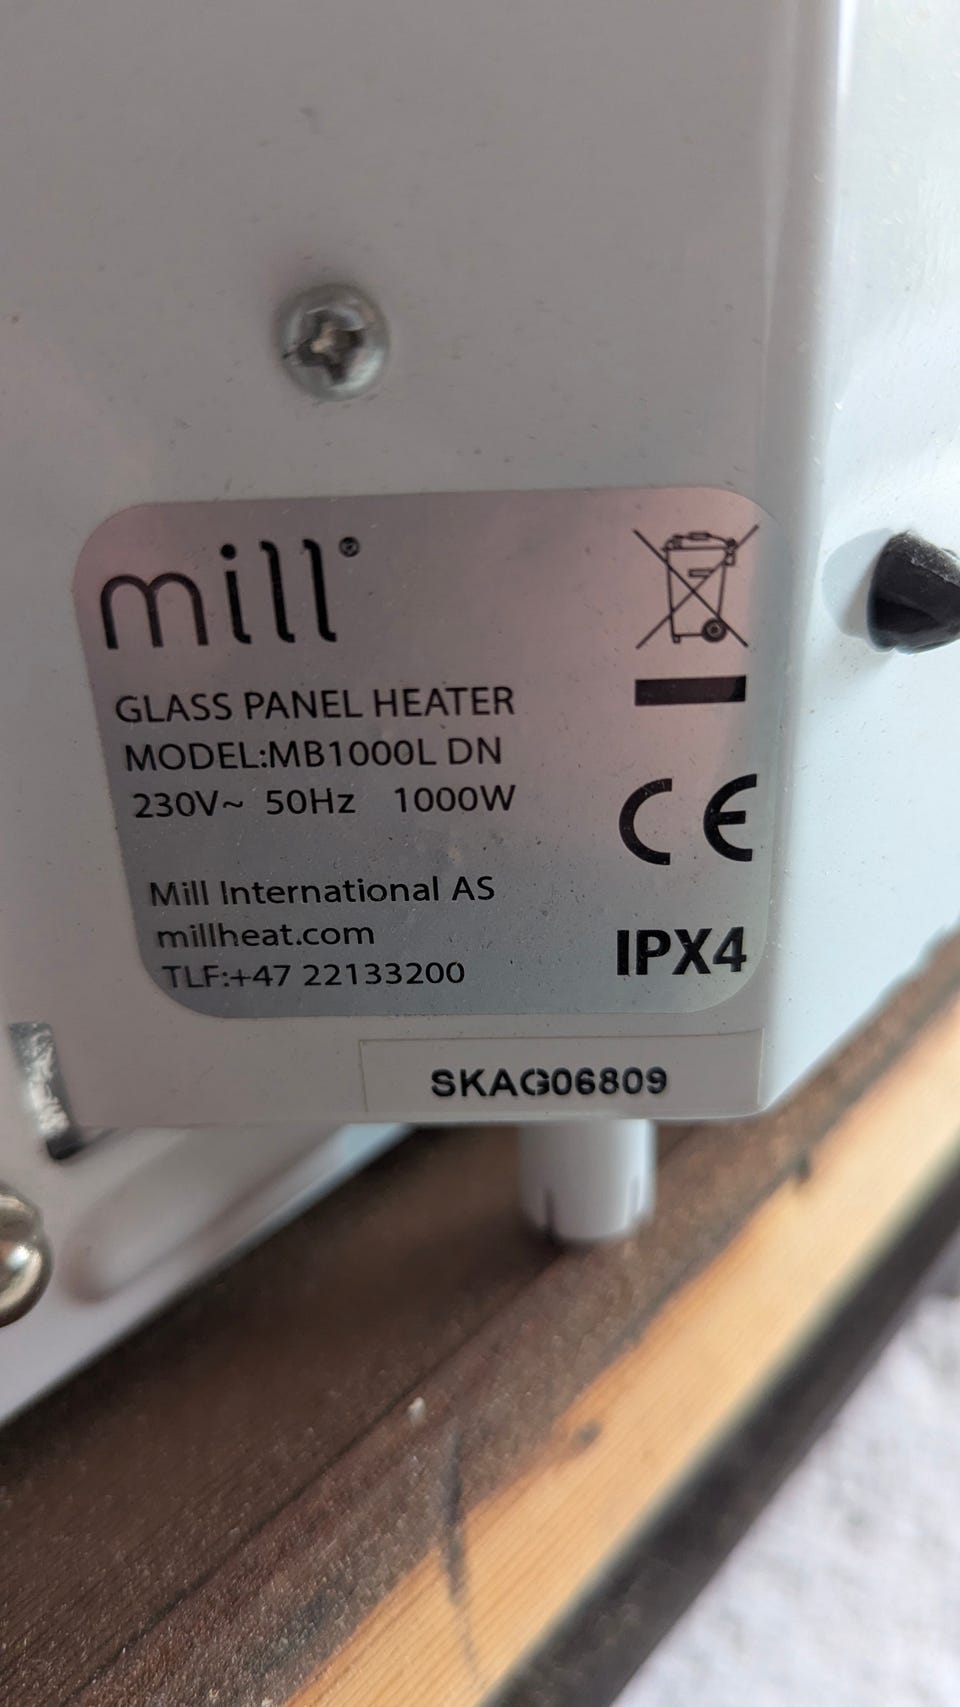 mill®
GLASS PANEL HEATER
MODEL:MB1000L DN
230V~ 50Hz 1000W
Mill International AS
millheat.com
TLF:+47 22133200
CE
IPX4
SKAG06809